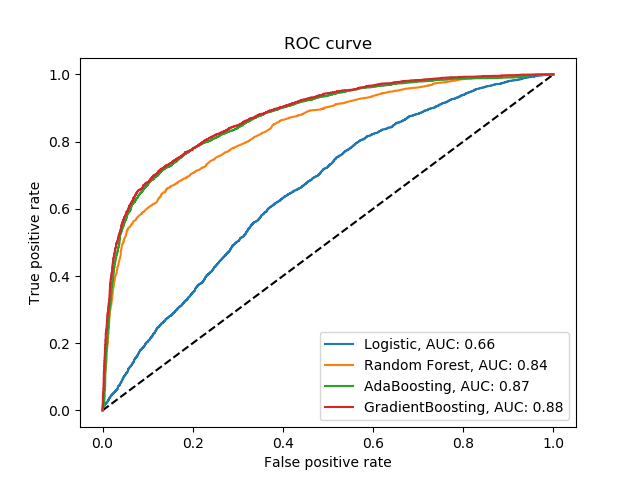 ROC curve
1.0
0.8
0.6
0.4
0.2
0.0
True positive rate
0.0 0.2 0.4 0.6 0.8 1.0
False positive rate
Logistic, AUC: 0.66
Random Forest, AUC: 0.84
AdaBoosting, AUC: 0.87
GradientBoosting, AUC: 0.88